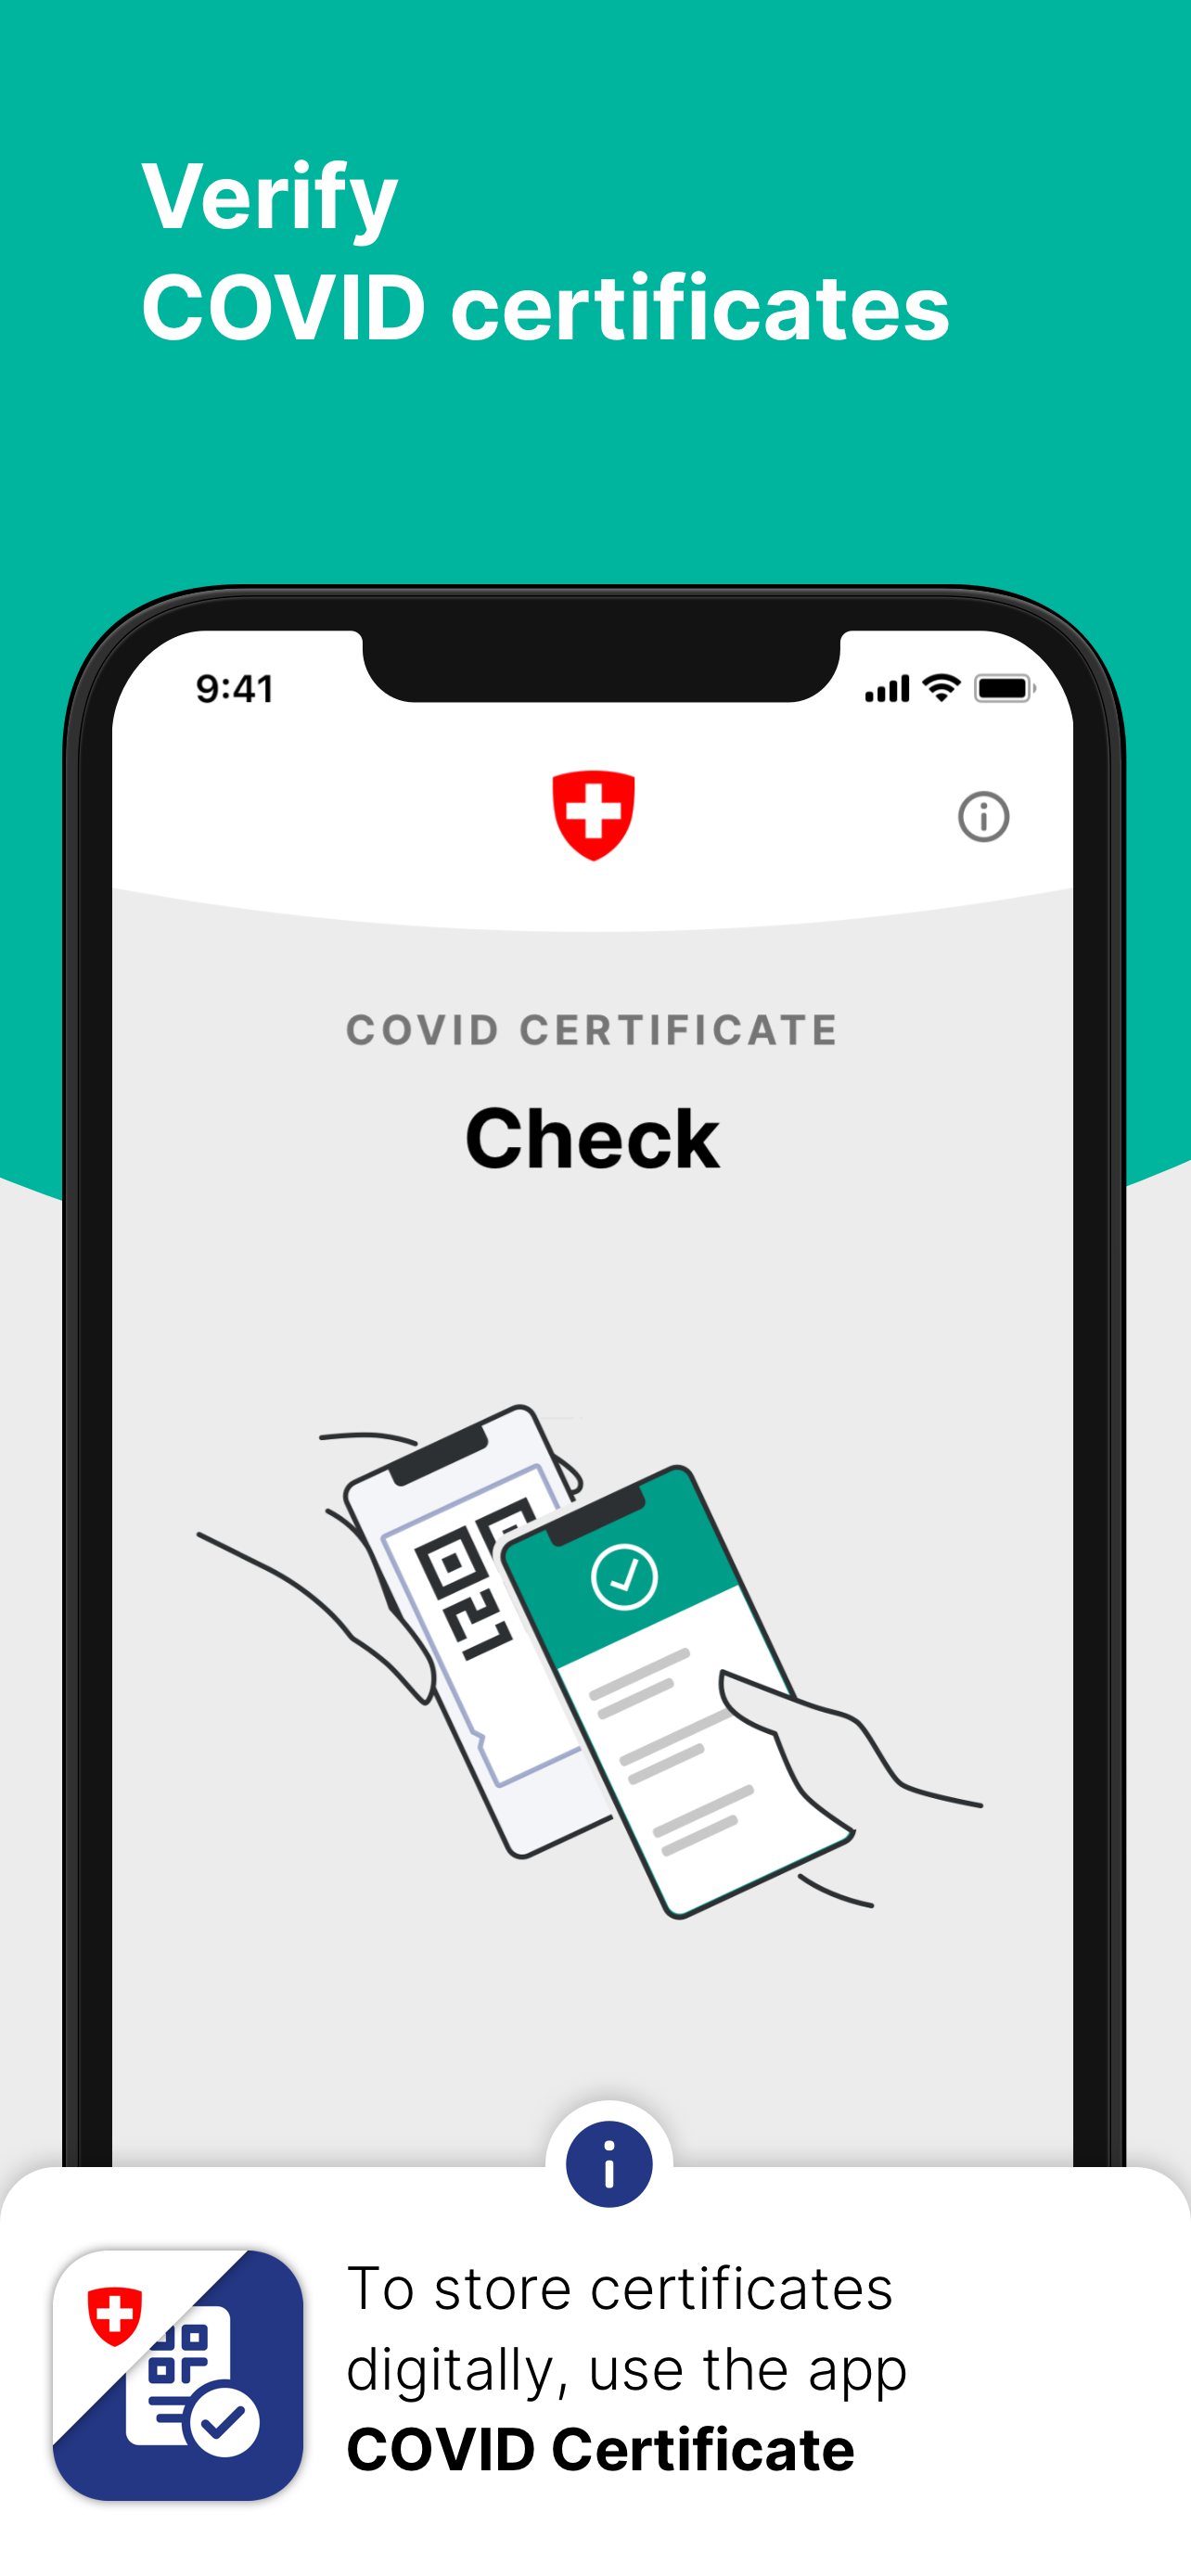 Verify
COVID certificates
9:41
COVID CERTIFICATE
Check
To store certificates
digitally, use the app
COVID Certificate